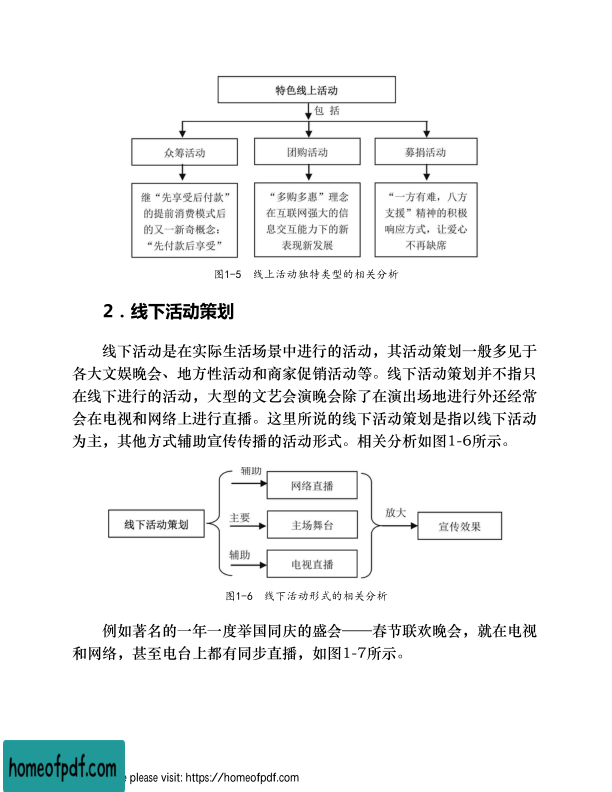 特色线上活动
包 括
众筹活动
团购活动
募捐活动
继“先享受后付款”
的提前消费模式后
的又一新奇概念：
“先付款后享受”
“多购多惠”理念
在互联网强大的信
息交互能力下的新
表现新发展
“一方有难，八方
支援”精神的积极
响应方式，让爱心
不再缺席
图1-5 线上活动独特类型的相关分析
2．线下活动策划
线下活动是在实际生活场景中进行的活动，其活动策划一般多见于
各大文娱晚会、地方性活动和商家促销活动等。线下活动策划并不指只
在线下进行的活动，大型的文艺会演晚会除了在演出场地进行外还经常
会在电视和网络上进行直播。这里所说的线下活动策划是指以线下活动
为主，其他方式辅助宣传传播的活动形式。相关分析如图1-6所示。
线下活动策划
辅助
网络直播
主要
主场舞台
辅助
电视直播
放大
宣传效果
图1-6 线下活动形式的相关分析
例如著名的一年一度举国同庆的盛会——春节联欢晚会，就在电视
和网络，甚至电台上都有同步直播，如图1-7所示。
homeofpdf.com
please visit: https://homeofpdf.com